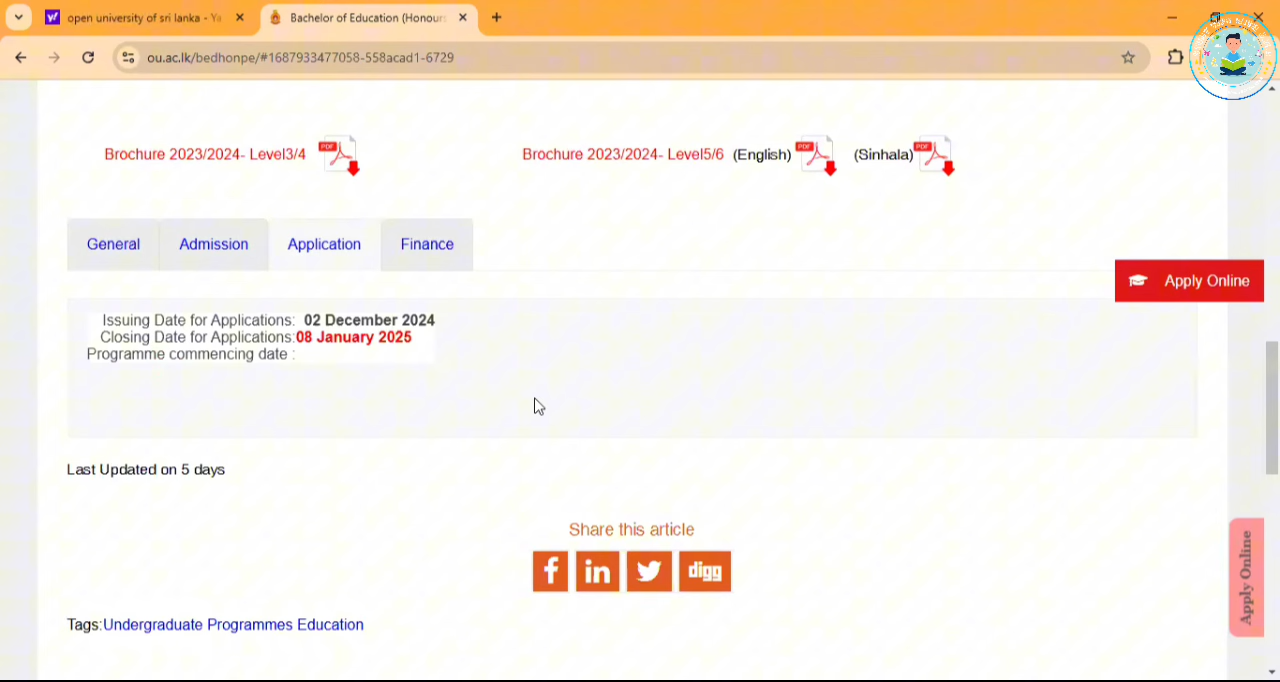 open university of sri lanka - Ya
Bachelor of Education (Honour
ou.ac.lk/bedhonpe/#1687933477058-558acad1-6729
Brochure 2023/2024- Level3/4 PDF
Brochure 2023/2024- Level5/6 (English) PDF (Sinhala) PDF
General Admission Application Finance
Apply Online
Issuing Date for Applications: 02 December 2024
Closing Date for Applications:08 January 2025
Programme commencing date :
Last Updated on 5 days
Share this article
digg
Apply Online
Tags:Undergraduate Programmes Education